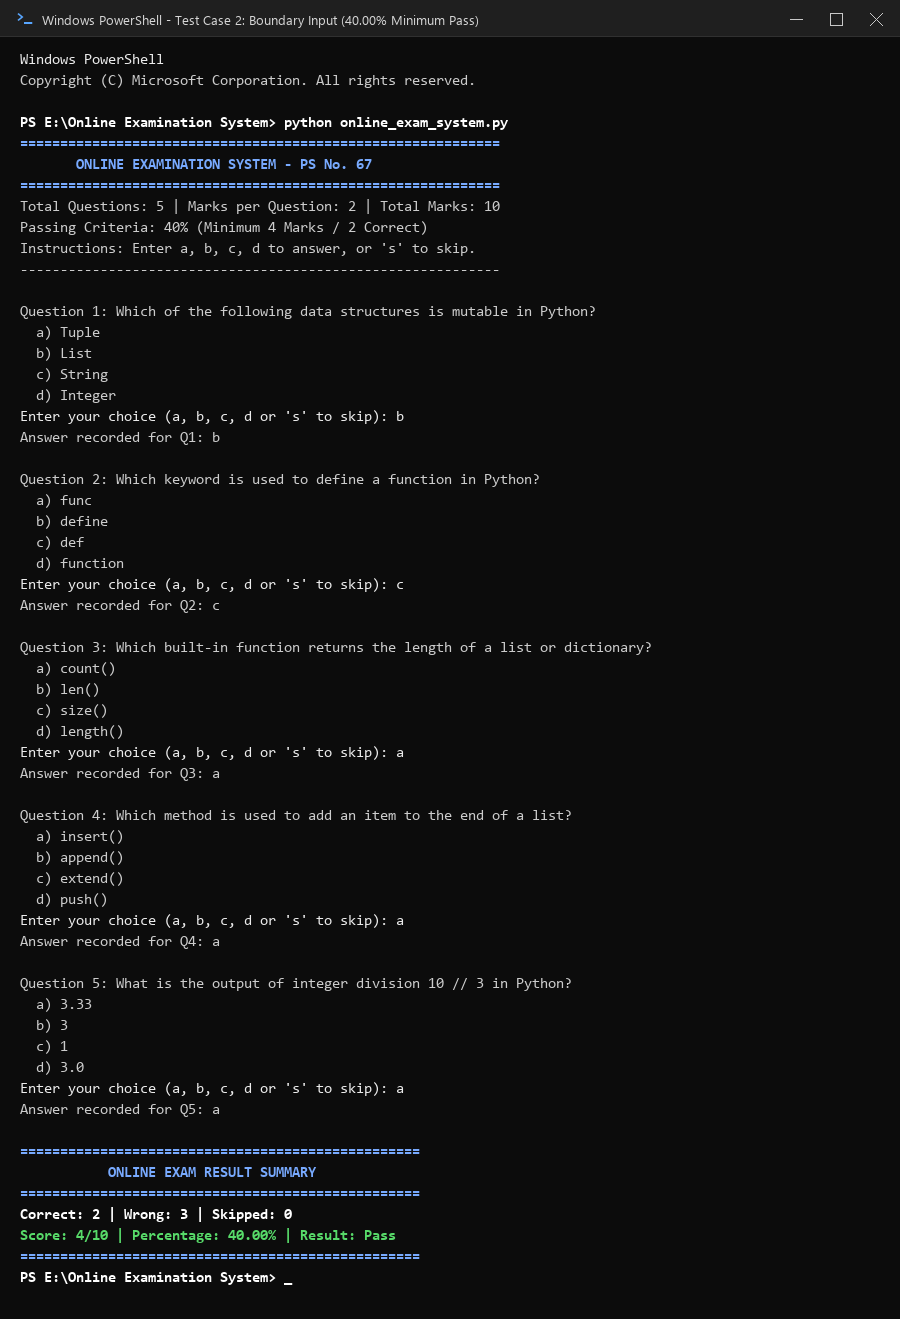 Windows PowerShell - Test Case 2: Boundary Input (40.00% Minimum Pass)
Windows PowerShell
Copyright (C) Microsoft Corporation. All rights reserved.
PS E:\Online Examination System> python online_exam_system.py
============================================================
ONLINE EXAMINATION SYSTEM - PS No. 67
============================================================
Total Questions: 5 | Marks per Question: 2 | Total Marks: 10
Passing Criteria: 40% (Minimum 4 Marks / 2 Correct)
Instructions: Enter a, b, c, d to answer, or 's' to skip.
------------------------------------------------------------
Question 1: Which of the following data structures is mutable in Python?
a) Tuple
b) List
c) String
d) Integer
Enter your choice (a, b, c, d or 's' to skip): b
Answer recorded for Q1: b
Question 2: Which keyword is used to define a function in Python?
a) func
b) define
c) def
d) function
Enter your choice (a, b, c, d or 's' to skip): c
Answer recorded for Q2: c
Question 3: Which built-in function returns the length of a list or dictionary?
a) count()
b) len()
c) size()
d) length()
Enter your choice (a, b, c, d or 's' to skip): a
Answer recorded for Q3: a
Question 4: Which method is used to add an item to the end of a list?
a) insert()
b) append()
c) extend()
d) push()
Enter your choice (a, b, c, d or 's' to skip): a
Answer recorded for Q4: a
Question 5: What is the output of integer division 10 // 3 in Python?
a) 3.33
b) 3
c) 1
d) 3.0
Enter your choice (a, b, c, d or 's' to skip): a
Answer recorded for Q5: a
==================================================
ONLINE EXAM RESULT SUMMARY
==================================================
Correct: 2 | Wrong: 3 | Skipped: 0
Score: 4/10 | Percentage: 40.00% | Result: Pass
==================================================
PS E:\Online Examination System> _